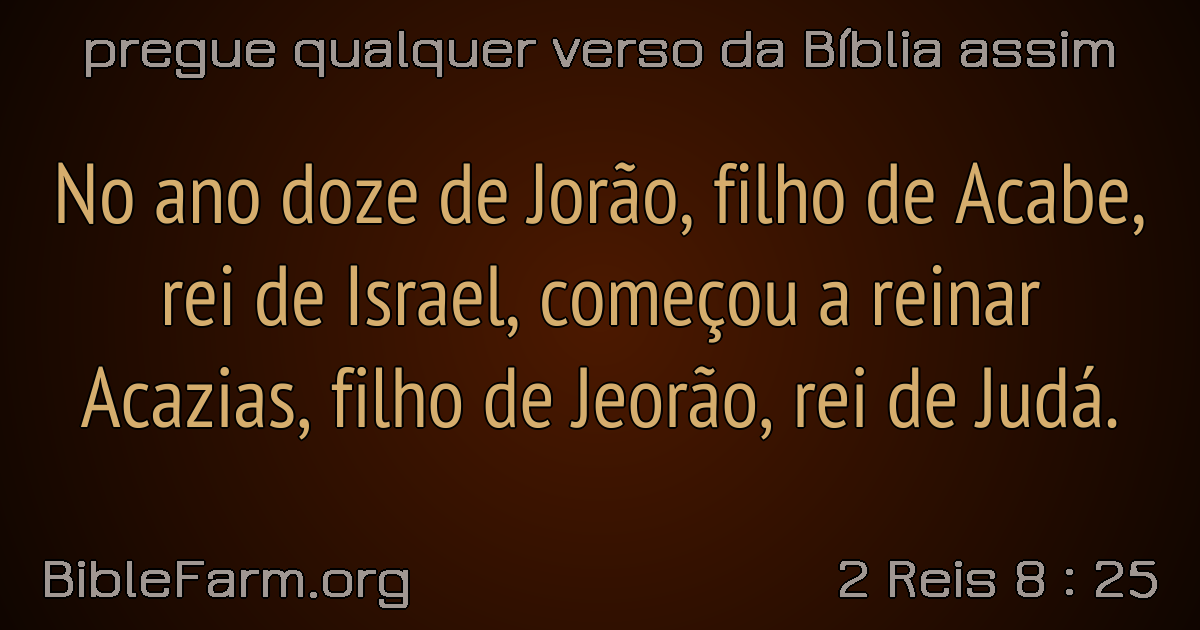 pregue qualquer verso da Bíblia assim
No ano doze de Jorão, filho de Acabe,
rei de Israel, começou a reinar
Acazias, filho de Jeorão, rei de Judá.
BibleFarm.org
2 Reis 8 : 25